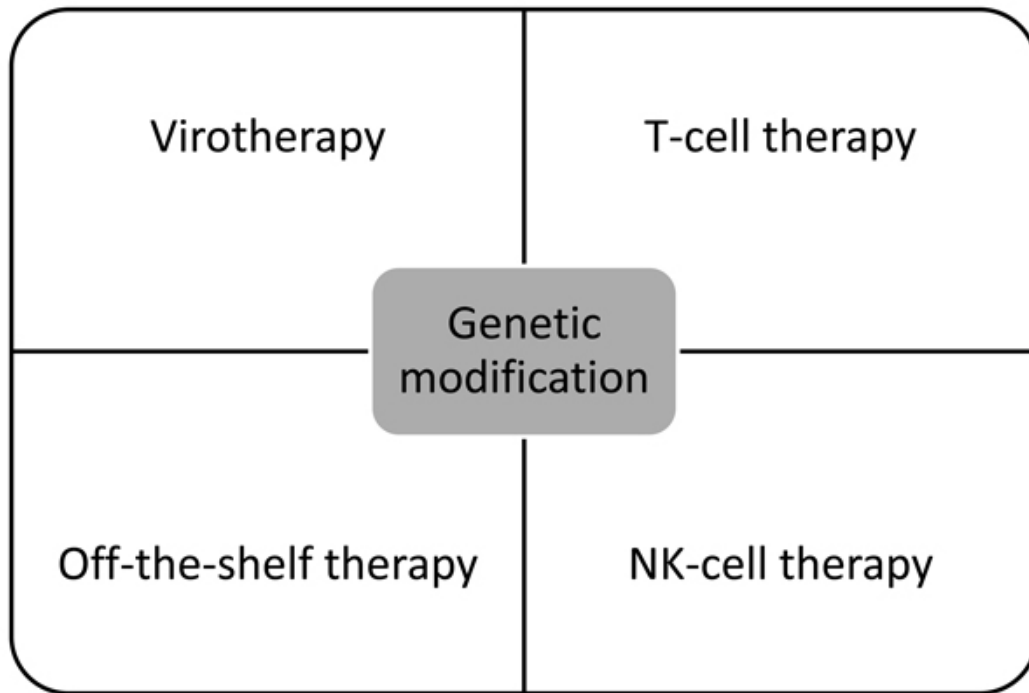 Virotherapy
T-cell therapy
Genetic
modification
Off-the-shelf therapy
NK-cell therapy